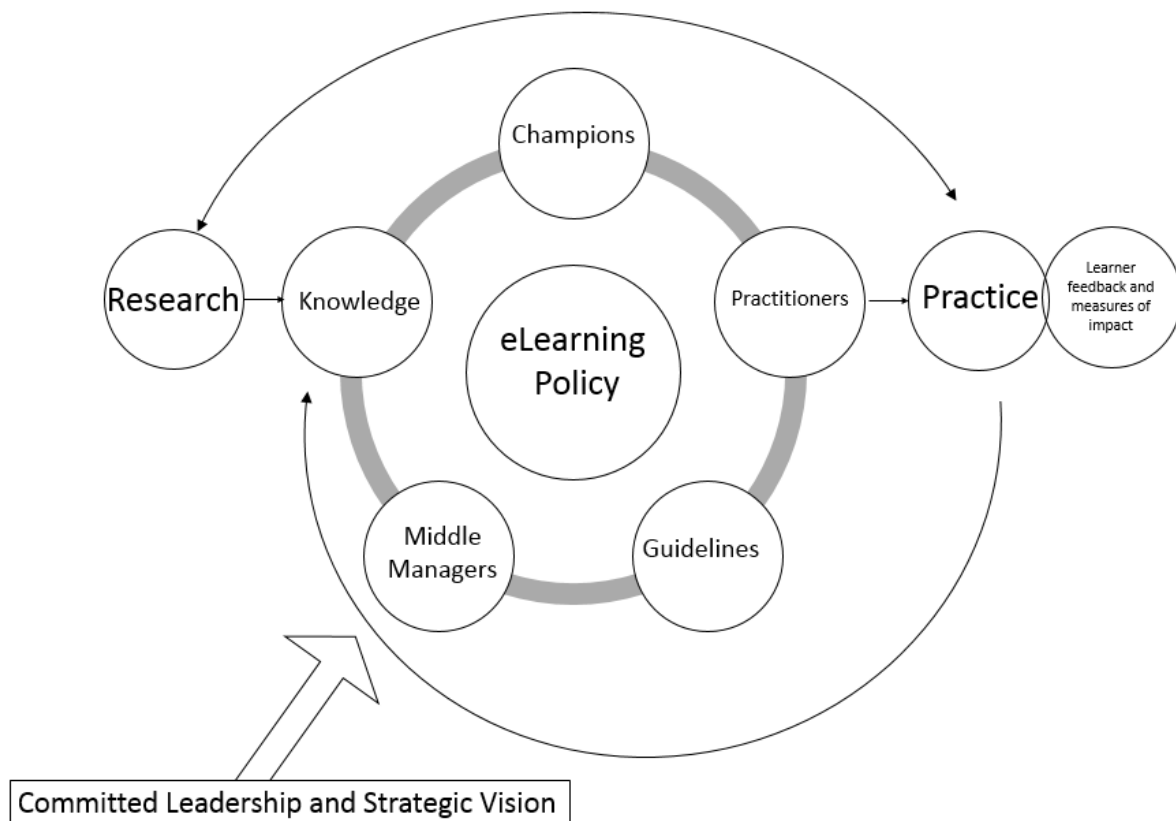 Champions
Research
Knowledge
eLearning
Policy
Practitioners
Practice
Learner
feedback and
measures of
impact
Middle
Managers
Guidelines
Committed Leadership and Strategic Vision